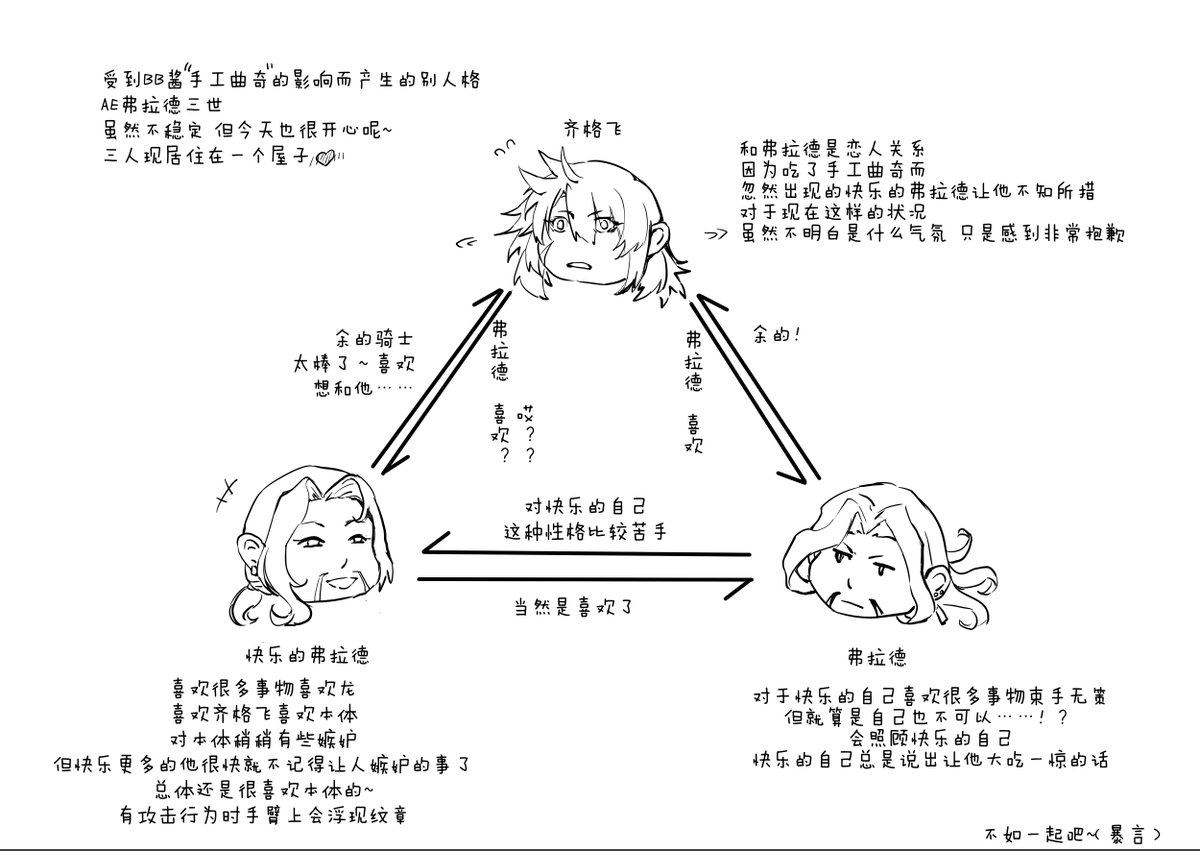 受到BB酱"手工曲奇"的影响而产生的别人格
AE弗拉德三世
虽然不稳定 但今天也很开心呢~
三人现居住在一个屋子
齐格飞
和弗拉德是恋人关系
因为吃了手工曲奇而
忽然出现的快乐的弗拉德让他不知所措
对于现在这样的状况
虽然不明白是什么气氛 只是感到非常抱歉
余的骑士
太棒了~喜欢
想和他……
弗拉德 喜欢?
哎??
弗拉德 喜欢
余的!
对快乐的自己
这种性格比较苦手
当然是喜欢了
快乐的弗拉德
喜欢很多事物喜欢龙
喜欢齐格飞喜欢本体
对本体稍稍有些嫉妒
但快乐更多的他很快就不记得让人嫉妒的事了
总体还是很喜欢本体的~
有攻击行为时手臂上会浮现纹章
弗拉德
对于快乐的自己喜欢很多事物束手无策
但就算是自己也不可以……!?
会照顾快乐的自己
快乐的自己总是说出让他大吃一惊的话
不如一起吧~(暴言)